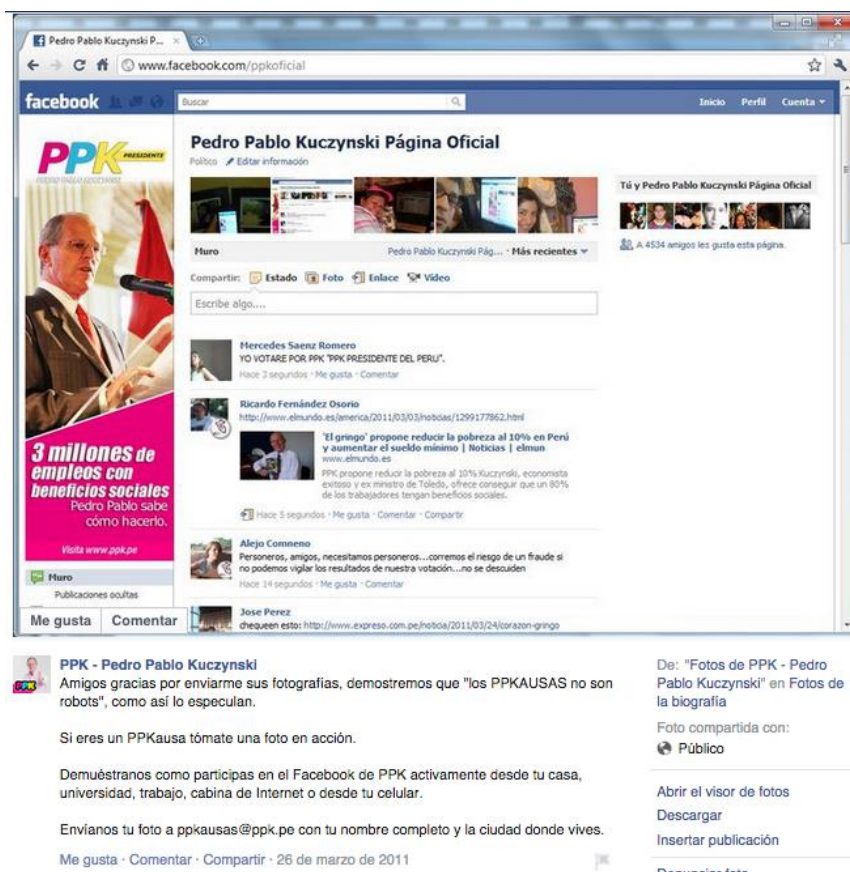 Pedro Pablo Kuczynski P...
www.facebook.com/ppkoficial
facebook
Buscar
Inicio Perfil Cuenta
PPK PRESIDENTE
PEDRO PABLO KUCZYNSKI
3 millones de
empleos con
beneficios sociales
Pedro Pablo sabe
cómo hacerlo.
Visita www.ppk.pe
Muro
Publicaciones ocultas
Me gusta Comentar
Pedro Pablo Kuczynski Página Oficial
Político Editar información
Muro Pedro Pablo Kuczynski Pág... · Más recientes
Compartir: Estado Foto Enlace Video
Escribe algo....
Mercedes Saenz Romero
YO VOTARE POR PPK "PPK PRESIDENTE DEL PERU".
Hace 3 segundos · Me gusta · Comentar
Ricardo Fernández Osorio
http://www.elmundo.es/america/2011/03/03/noticias/1299177862.html
'El gringo' propone reducir la pobreza al 10% en Perú
y aumentar el sueldo mínimo | Noticias | elmun
www.elmundo.es
PPK propone reducir la pobreza al 10% Kuczynski, economista
exitoso y ex ministro de Toledo, ofrece conseguir que un 80%
de los trabajadores tengan beneficios sociales.
Hace 5 segundos · Me gusta · Comentar · Compartir
Alejo Comneno
Personeros, amigos, necesitamos personeros...corremos el riesgo de un fraude si
no podemos vigilar los resultados de nuestra votación...no se descuiden
Hace 14 segundos · Me gusta · Comentar
Jose Perez
chequeen esto: http://www.expreso.com.pe/noticia/2011/03/24/corazon-gringo
Tú y Pedro Pablo Kuczynski Página Oficial
A 4534 amigos les gusta esta página.
PPK - Pedro Pablo Kuczynski
Amigos gracias por enviarme sus fotografías, demostremos que "los PPKAUSAS no son
robots", como así lo especulan.
Si eres un PPKausa tómate una foto en acción.
Demuéstranos como participas en el Facebook de PPK activamente desde tu casa,
universidad, trabajo, cabina de Internet o desde tu celular.
Envíanos tu foto a ppkausas@ppk.pe con tu nombre completo y la ciudad donde vives.
Me gusta · Comentar · Compartir · 26 de marzo de 2011
De: "Fotos de PPK - Pedro
Pablo Kuczynski" en Fotos de
la biografía
Foto compartida con:
Público
Abrir el visor de fotos
Descargar
Insertar publicación
Denunciar foto